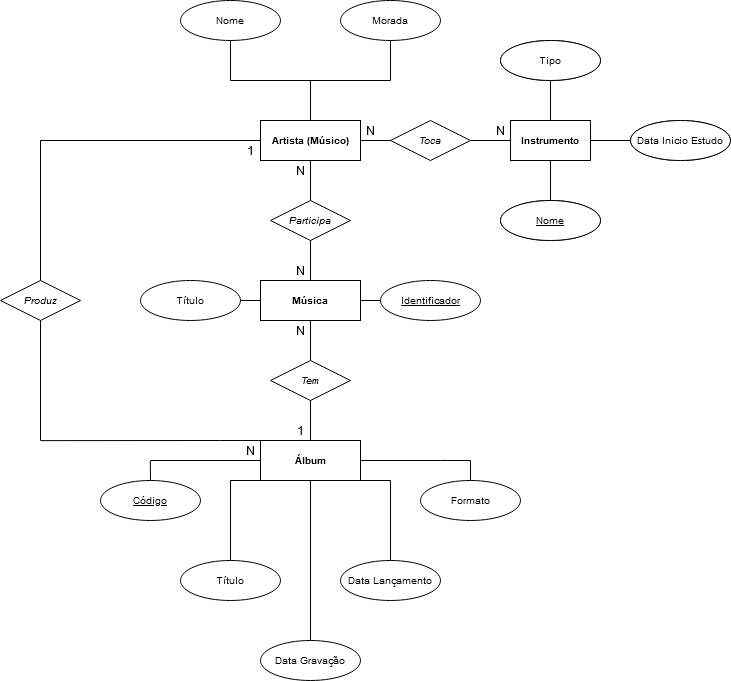 Nome
Morada
Tipo
Artista (Músico)
N
Toca
N
Instrumento
Data Inicio Estudo
1
N
Participa
Nome
N
Produz
Título
Música
Identificador
N
Tem
1
N
Álbum
Código
Formato
Título
Data Lançamento
Data Gravação